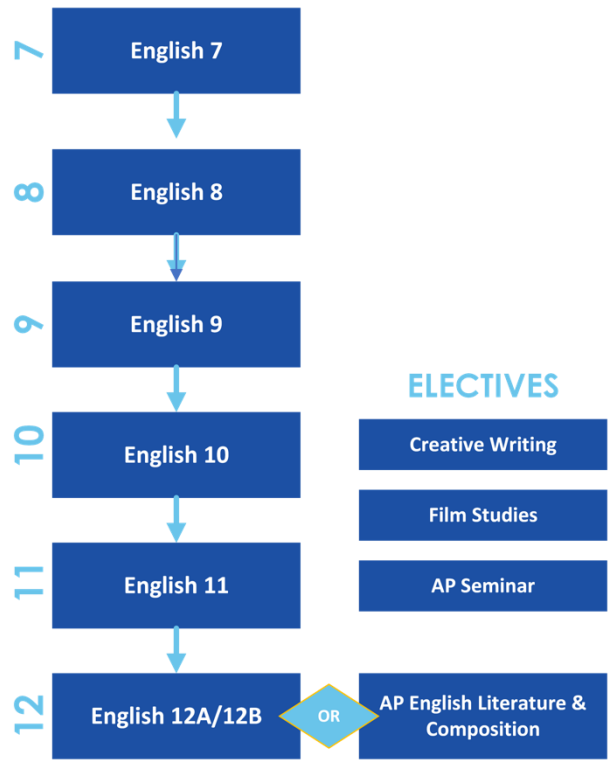 7
English 7
8
English 8
9
English 9
ELECTIVES
10
English 10
Creative Writing
Film Studies
11
English 11
AP Seminar
12
English 12A/12B
OR
AP English Literature &
Composition